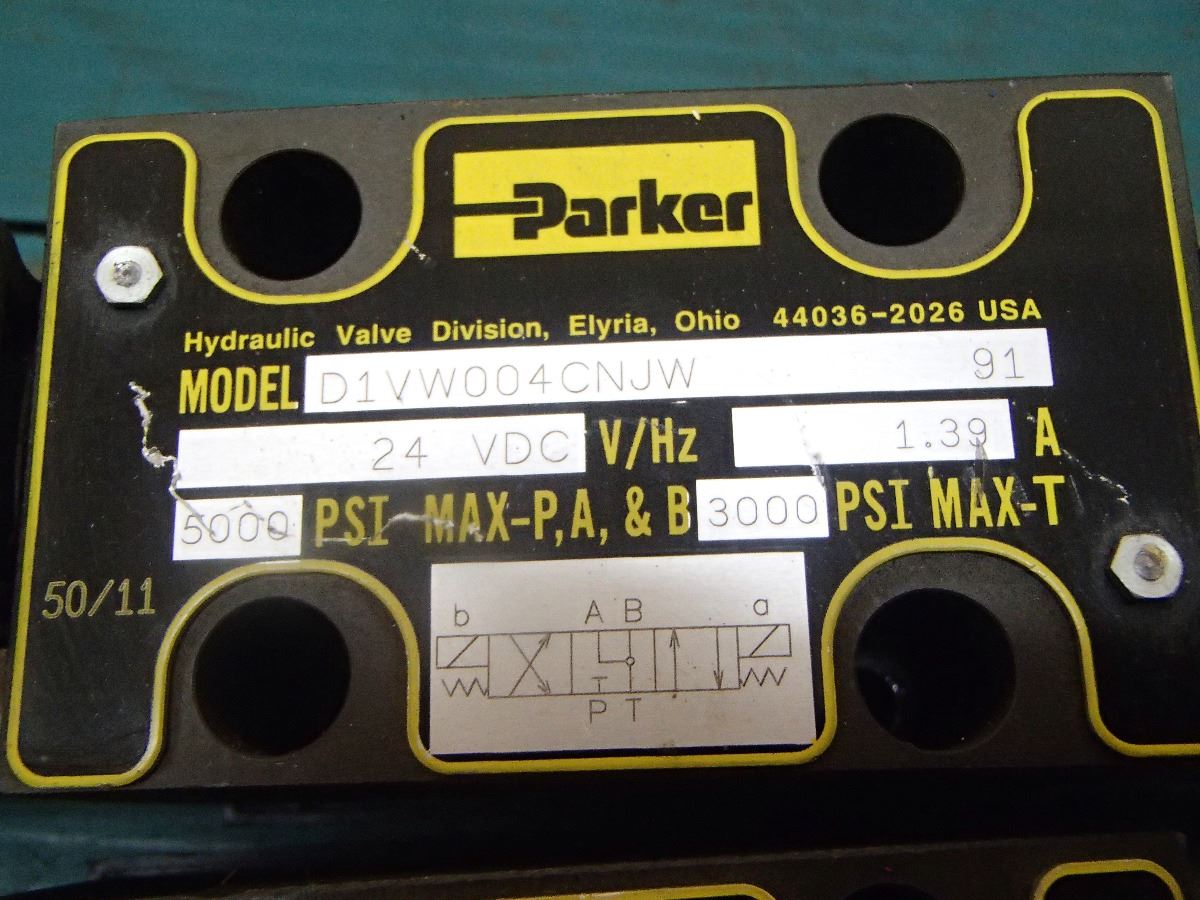 Parker
Hydraulic Valve Division, Elyria, Ohio 44036-2026 USA
MODEL D1VW004CNJW 91
24 VDC V/Hz 1.39 A
5000 PSI MAX-P,A, & B 3000 PSI MAX-T
50/11
b A B a
P T